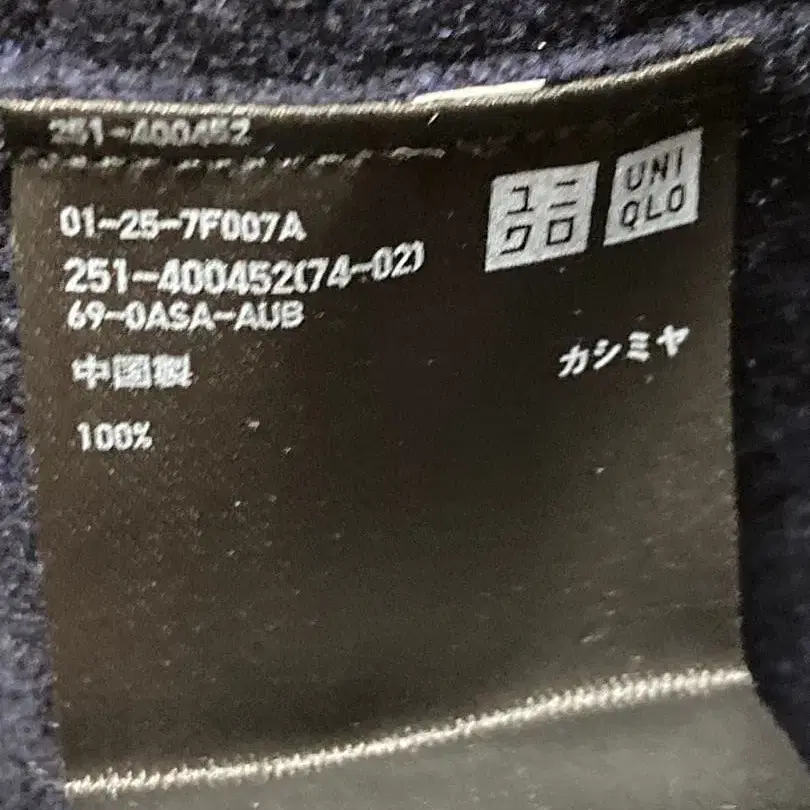 251-400452
ユニクロ
UNIQLO
01-25-7F007A
251-400452(74-02)
69-0ASA-AUB
中国製
カシミヤ
100%